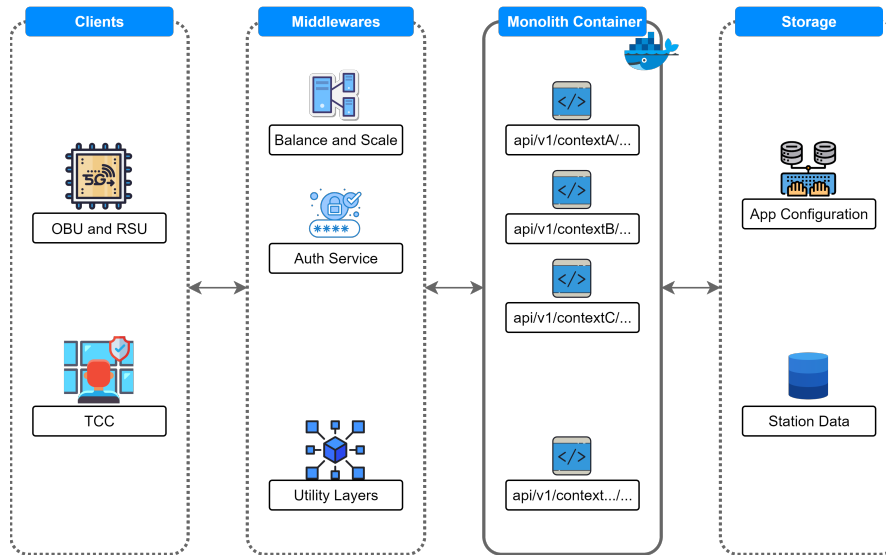 Clients
Middlewares
Monolith Container
Storage
Balance and Scale
api/v1/contextA/...
5G
OBU and RSU
api/v1/contextB/...
App Configuration
****
Auth Service
api/v1/contextC/...
TCC
Station Data
Utility Layers
api/v1/context.../...